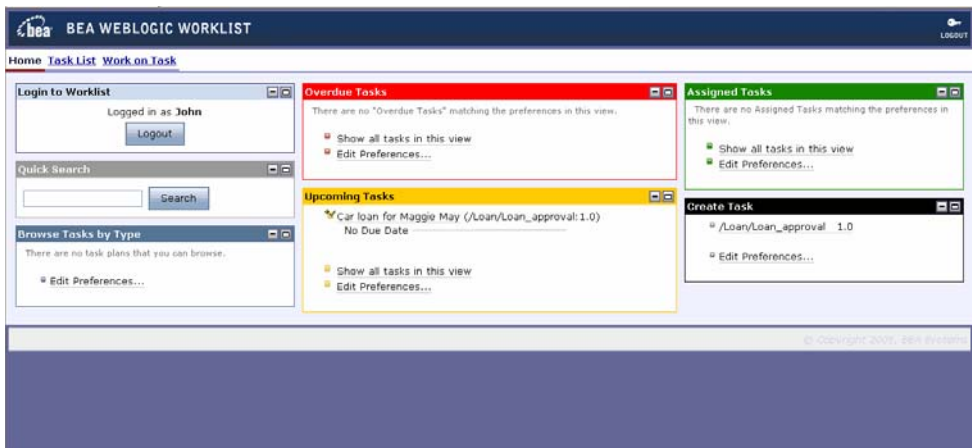 bea BEA WEBLOGIC WORKLIST
LOGOUT
Home Task List Work on Task
Login to Worklist
Logged in as John
Logout
Quick Search
Search
Browse Tasks by Type
There are no task plans that you can browse.
Edit Preferences...
Overdue Tasks
There are no "Overdue Tasks" matching the preferences in this view.
Show all tasks in this view
Edit Preferences...
Upcoming Tasks
Car loan for Maggie May (/Loan/Loan_approval:1.0)
No Due Date
Show all tasks in this view
Edit Preferences...
Assigned Tasks
There are no Assigned Tasks matching the preferences in
this view.
Show all tasks in this view
Edit Preferences...
Create Task
/Loan/Loan_approval 1.0
Edit Preferences...
© Copyright 2005, BEA Systems